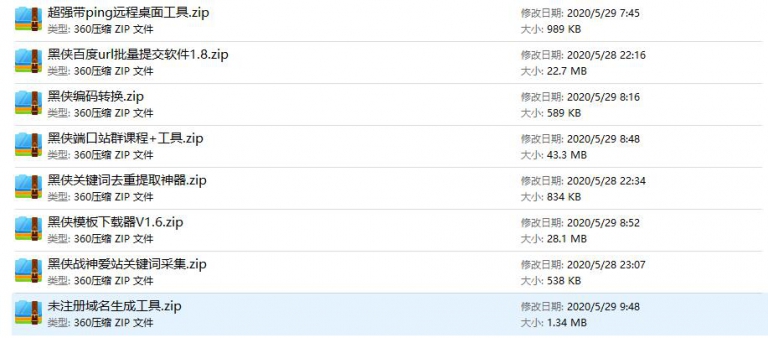 超强带ping远程桌面工具.zip 修改日期: 2020/5/29 7:45
类型: 360压缩 ZIP 文件 大小: 989 KB
黑侠百度url批量提交软件1.8.zip 修改日期: 2020/5/28 22:16
类型: 360压缩 ZIP 文件 大小: 22.7 MB
黑侠编码转换.zip 修改日期: 2020/5/29 8:16
类型: 360压缩 ZIP 文件 大小: 589 KB
黑侠端口站群课程+工具.zip 修改日期: 2020/5/29 8:48
类型: 360压缩 ZIP 文件 大小: 43.3 MB
黑侠关键词去重提取神器.zip 修改日期: 2020/5/28 22:34
类型: 360压缩 ZIP 文件 大小: 834 KB
黑侠模板下载器V1.6.zip 修改日期: 2020/5/29 8:52
类型: 360压缩 ZIP 文件 大小: 28.1 MB
黑侠战神爱站关键词采集.zip 修改日期: 2020/5/28 23:07
类型: 360压缩 ZIP 文件 大小: 538 KB
未注册域名生成工具.zip 修改日期: 2020/5/29 9:48
类型: 360压缩 ZIP 文件 大小: 1.34 MB